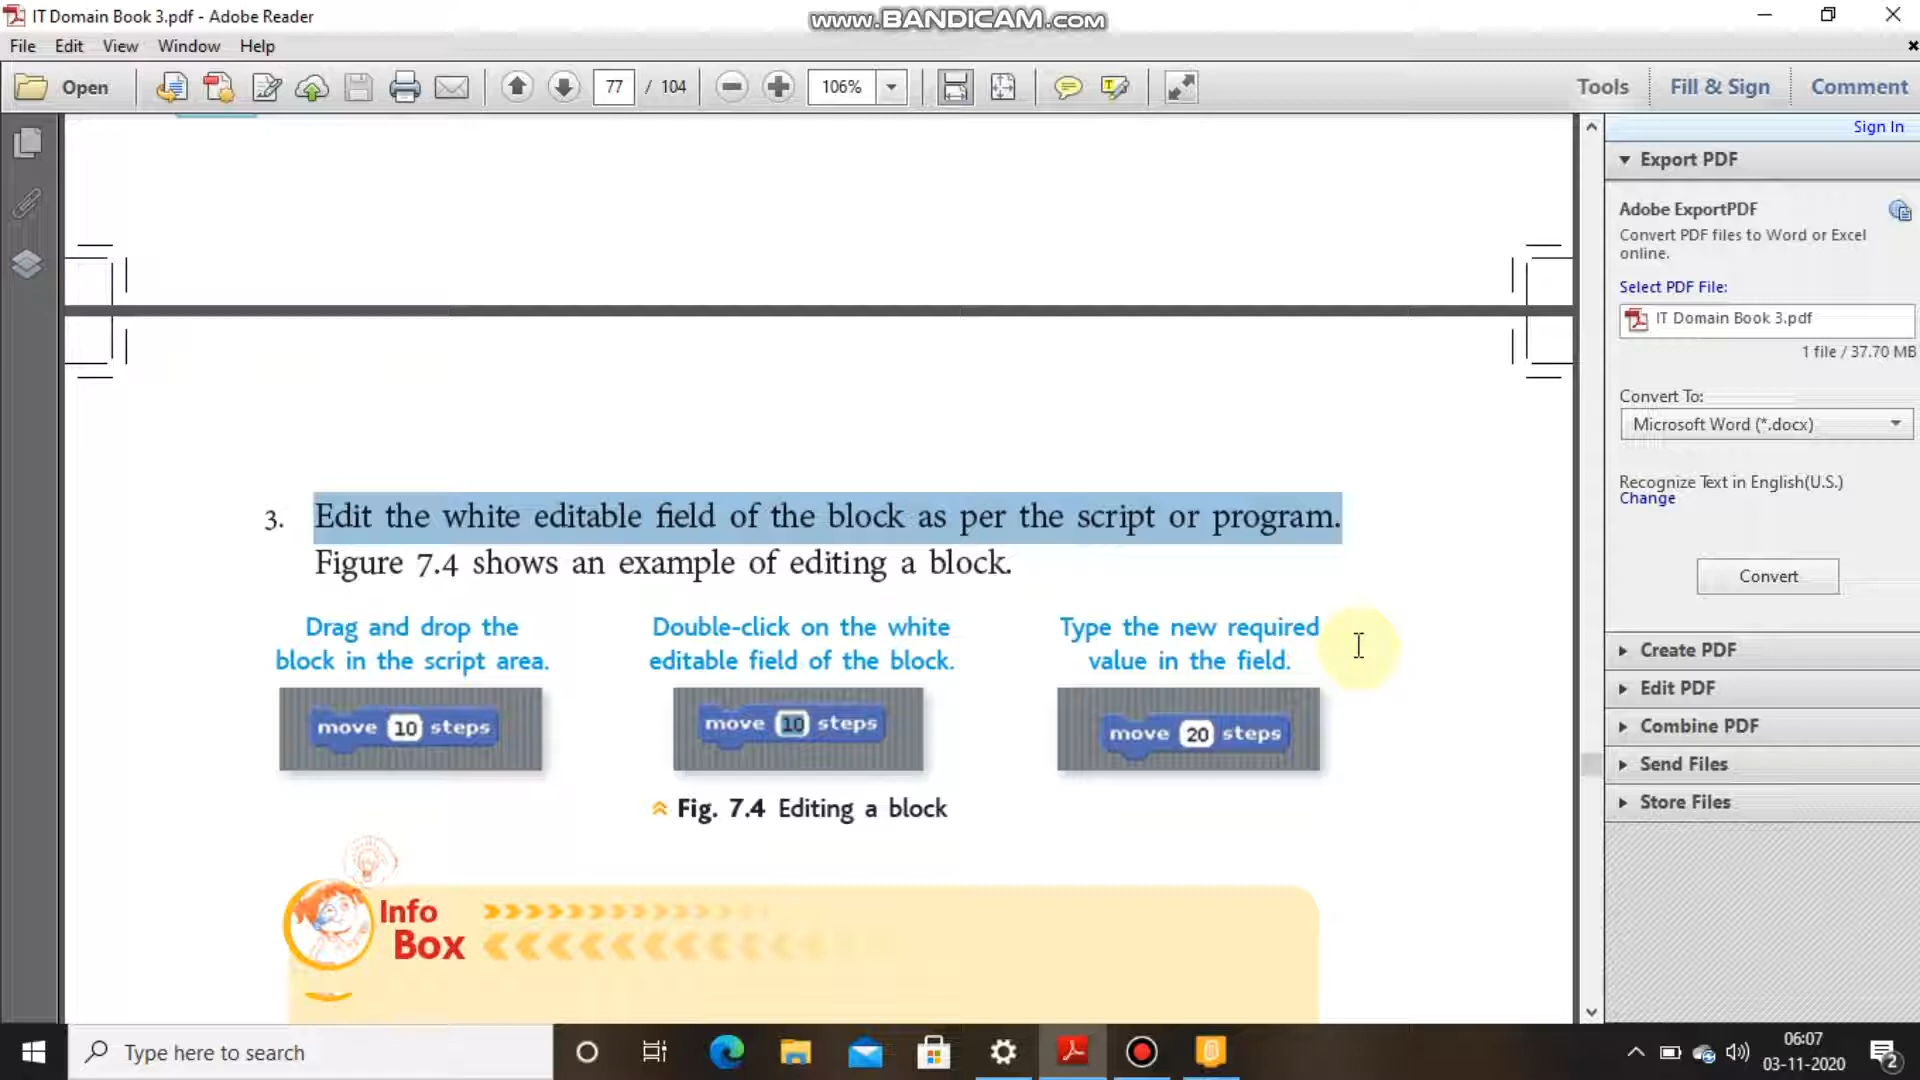 IT Domain Book 3.pdf - Adobe Reader
www.BANDICAM.com
File Edit View Window Help
Open 77 / 104 106% Tools Fill & Sign Comment
Sign In
Export PDF
Adobe ExportPDF
Convert PDF files to Word or Excel
online.
Select PDF File:
IT Domain Book 3.pdf
1 file / 37.70 MB
Convert To:
Microsoft Word (*.docx)
Recognize Text in English(U.S.)
Change
Convert
Create PDF
Edit PDF
Combine PDF
Send Files
Store Files
3. Edit the white editable field of the block as per the script or program.
Figure 7.4 shows an example of editing a block.
Drag and drop the
block in the script area.
move 10 steps
Double-click on the white
editable field of the block.
move 10 steps
Type the new required
value in the field.
move 20 steps
Fig. 7.4 Editing a block
Info
Box
Type here to search
06:07
03-11-2020
2